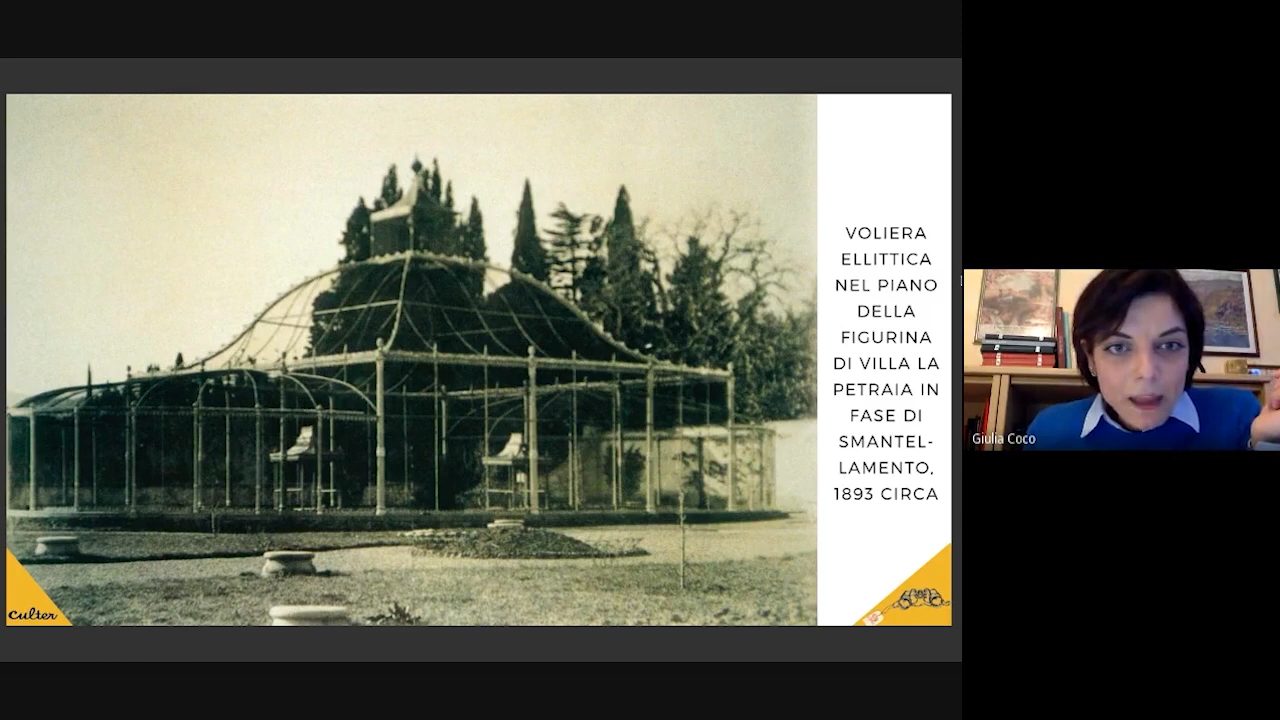 VOLIERA
ELLITTICA
NEL PIANO
DELLA
FIGURINA
DI VILLA LA
PETRAIA IN
FASE DI
SMANTEL-
LAMENTO,
1893 CIRCA
culter
Giulia Coco